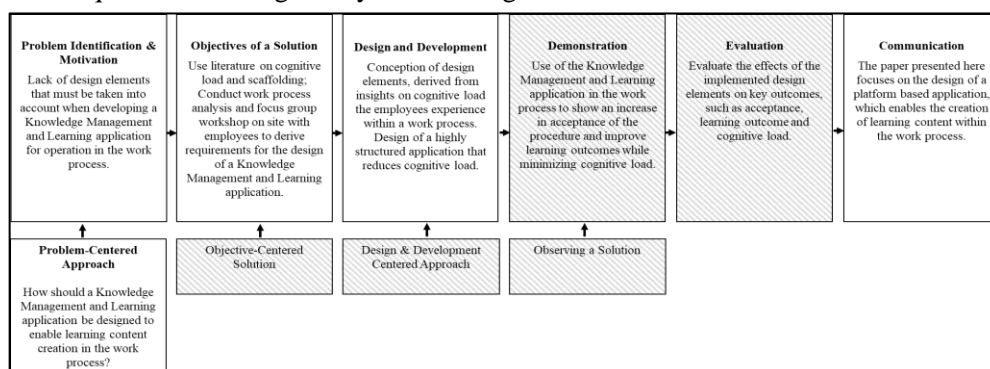 Problem Identification &
Motivation
Lack of design elements
that must be taken into
account when developing a
Knowledge Management
and Learning application
for operation in the work
process.
Objectives of a Solution
Use literature on cognitive
load and scaffolding;
Conduct work process
analysis and focus group
workshop on site with
employees to derive
requirements for the design
of a Knowledge
Management and Learning
application.
Design and Development
Conception of design
elements, derived from
insights on cognitive load
the employees experience
within a work process.
Design of a highly
structured application that
reduces cognitive load.
Demonstration
Use of the Knowledge
Management and Learning
application in the work
process to show an increase
in acceptance of the
procedure and improve
learning outcomes while
minimizing cognitive load.
Evaluation
Evaluate the effects of the
implemented design
elements on key outcomes,
such as acceptance,
learning outcome and
cognitive load.
Communication
The paper presented here
focuses on the design of a
platform based application,
which enables the creation
of learning content within
the work process.
Problem-Centered
Approach
How should a Knowledge
Management and Learning
application be designed to
enable learning content
creation in the work
process?
Objective-Centered
Solution
Design & Development
Centered Approach
Observing a Solution